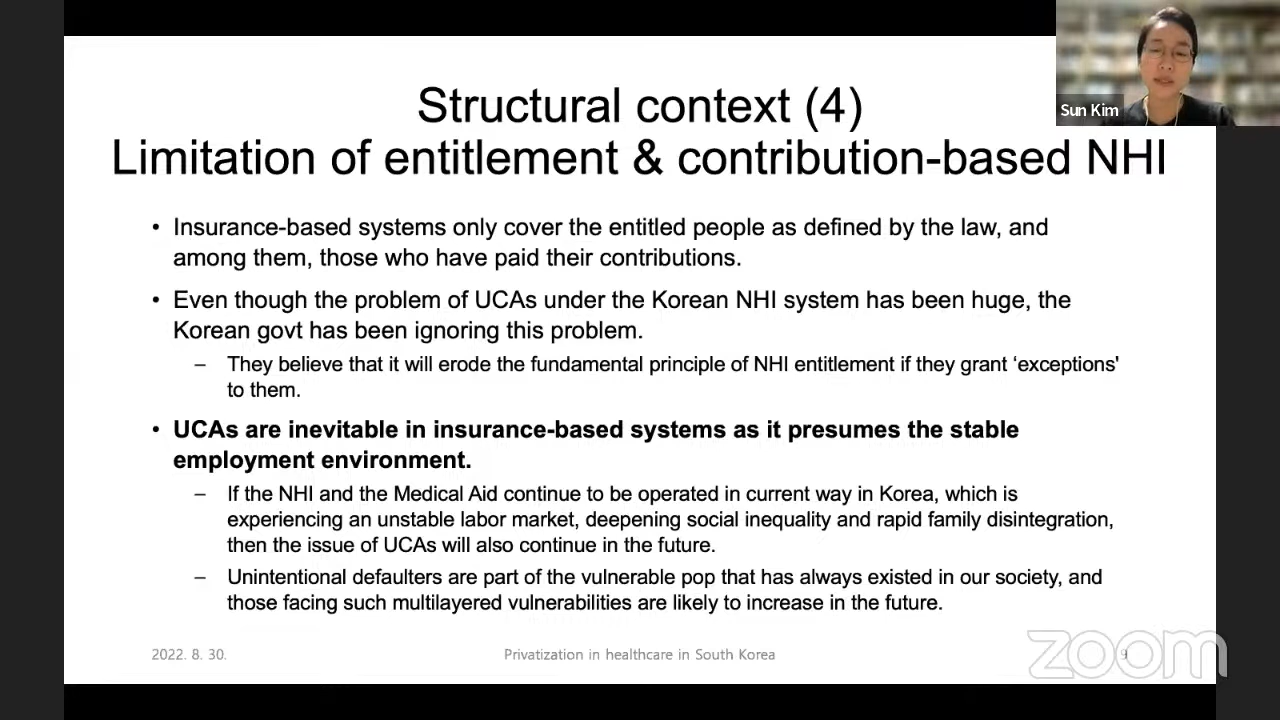 Structural context (4)
Limitation of entitlement & contribution-based NHI
Sun Kim
• Insurance-based systems only cover the entitled people as defined by the law, and
among them, those who have paid their contributions.
• Even though the problem of UCAs under the Korean NHI system has been huge, the
Korean govt has been ignoring this problem.
– They believe that it will erode the fundamental principle of NHI entitlement if they grant ‘exceptions'
to them.
• UCAs are inevitable in insurance-based systems as it presumes the stable
employment environment.
– If the NHI and the Medical Aid continue to be operated in current way in Korea, which is
experiencing an unstable labor market, deepening social inequality and rapid family disintegration,
then the issue of UCAs will also continue in the future.
– Unintentional defaulters are part of the vulnerable pop that has always existed in our society, and
those facing such multilayered vulnerabilities are likely to increase in the future.
2022. 8. 30.
Privatization in healthcare in South Korea
9
zoom